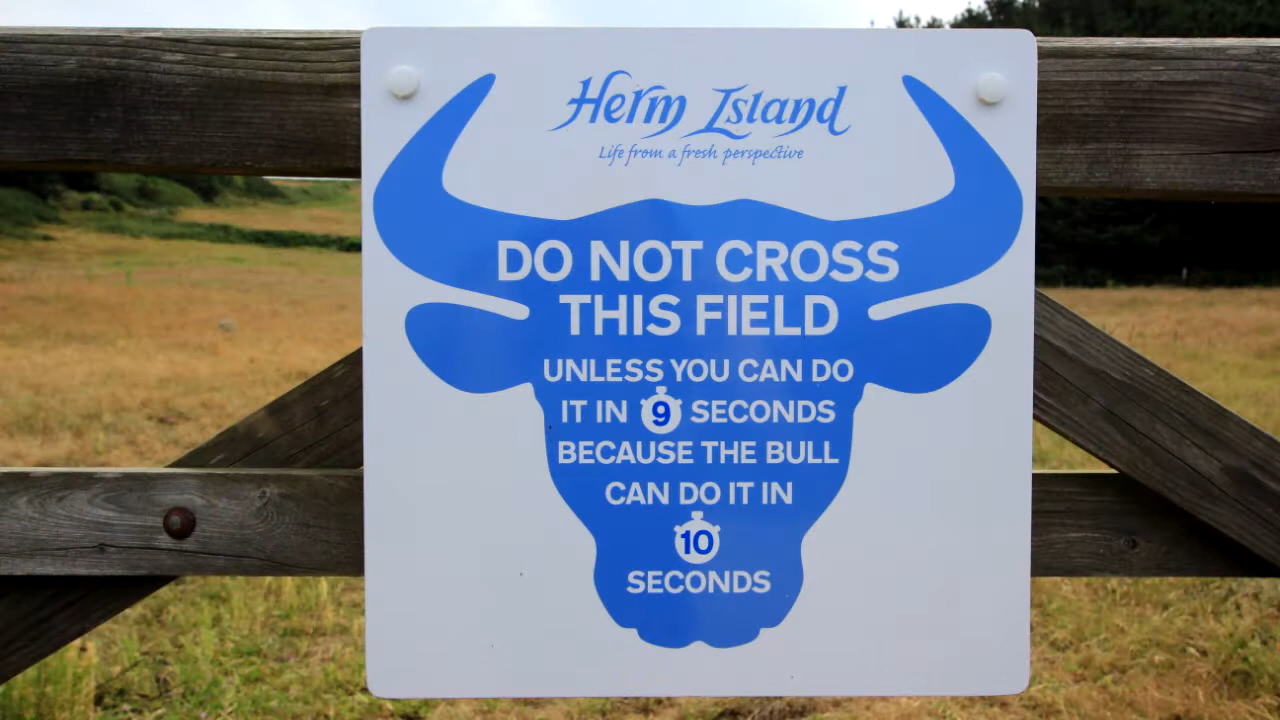 Herm Island
Life from a fresh perspective
DO NOT CROSS
THIS FIELD
UNLESS YOU CAN DO
IT IN 9 SECONDS
BECAUSE THE BULL
CAN DO IT IN
10
SECONDS